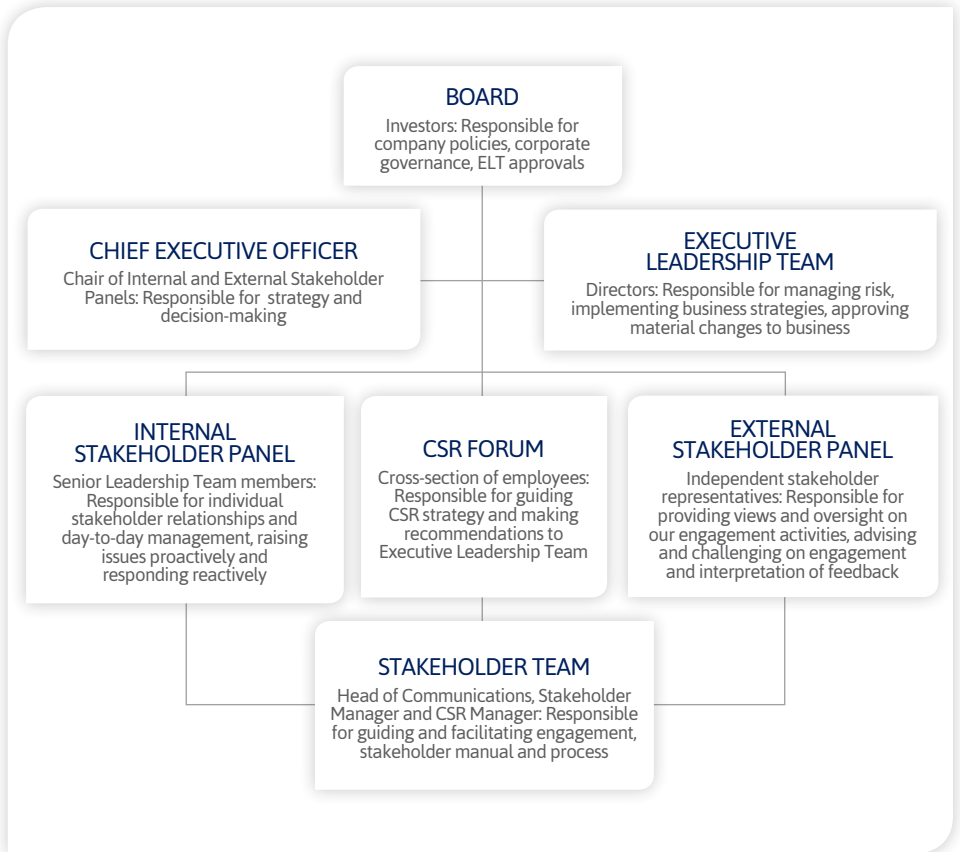 BOARD
Investors: Responsible for
company policies, corporate
governance, ELT approvals
CHIEF EXECUTIVE OFFICER
Chair of Internal and External Stakeholder
Panels: Responsible for strategy and
decision-making
EXECUTIVE
LEADERSHIP TEAM
Directors: Responsible for managing risk,
implementing business strategies, approving
material changes to business
INTERNAL
STAKEHOLDER PANEL
Senior Leadership Team members:
Responsible for individual
stakeholder relationships and
day-to-day management, raising
issues proactively and
responding reactively
CSR FORUM
Cross-section of employees:
Responsible for guiding
CSR strategy and making
recommendations to
Executive Leadership Team
EXTERNAL
STAKEHOLDER PANEL
Independent stakeholder
representatives: Responsible for
providing views and oversight on
our engagement activities, advising
and challenging on engagement
and interpretation of feedback
STAKEHOLDER TEAM
Head of Communications, Stakeholder
Manager and CSR Manager: Responsible
for guiding and facilitating engagement,
stakeholder manual and process